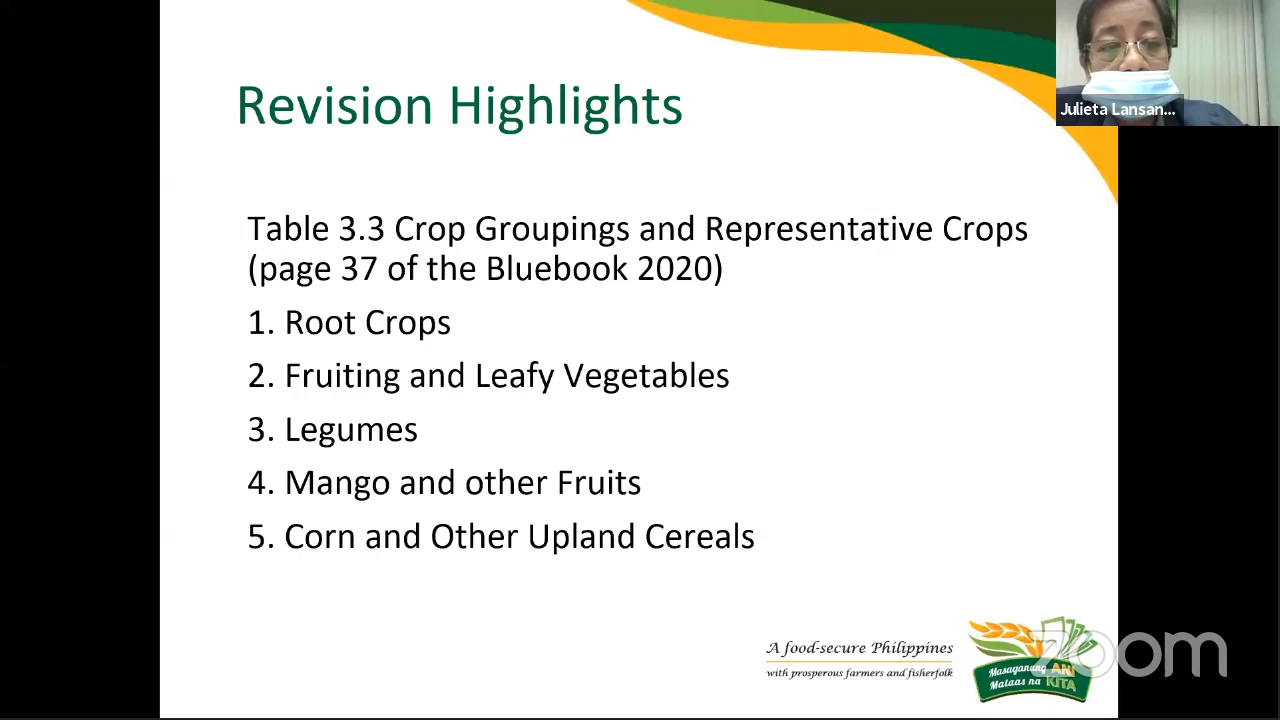 Revision Highlights
Julieta Lansan...
Table 3.3 Crop Groupings and Representative Crops
(page 37 of the Bluebook 2020)
1. Root Crops
2. Fruiting and Leafy Vegetables
3. Legumes
4. Mango and other Fruits
5. Corn and Other Upland Cereals
A food-secure Philippines
with prosperous farmers and fisherfolk
Masaganang ANI
Mataas na KITA
zoom